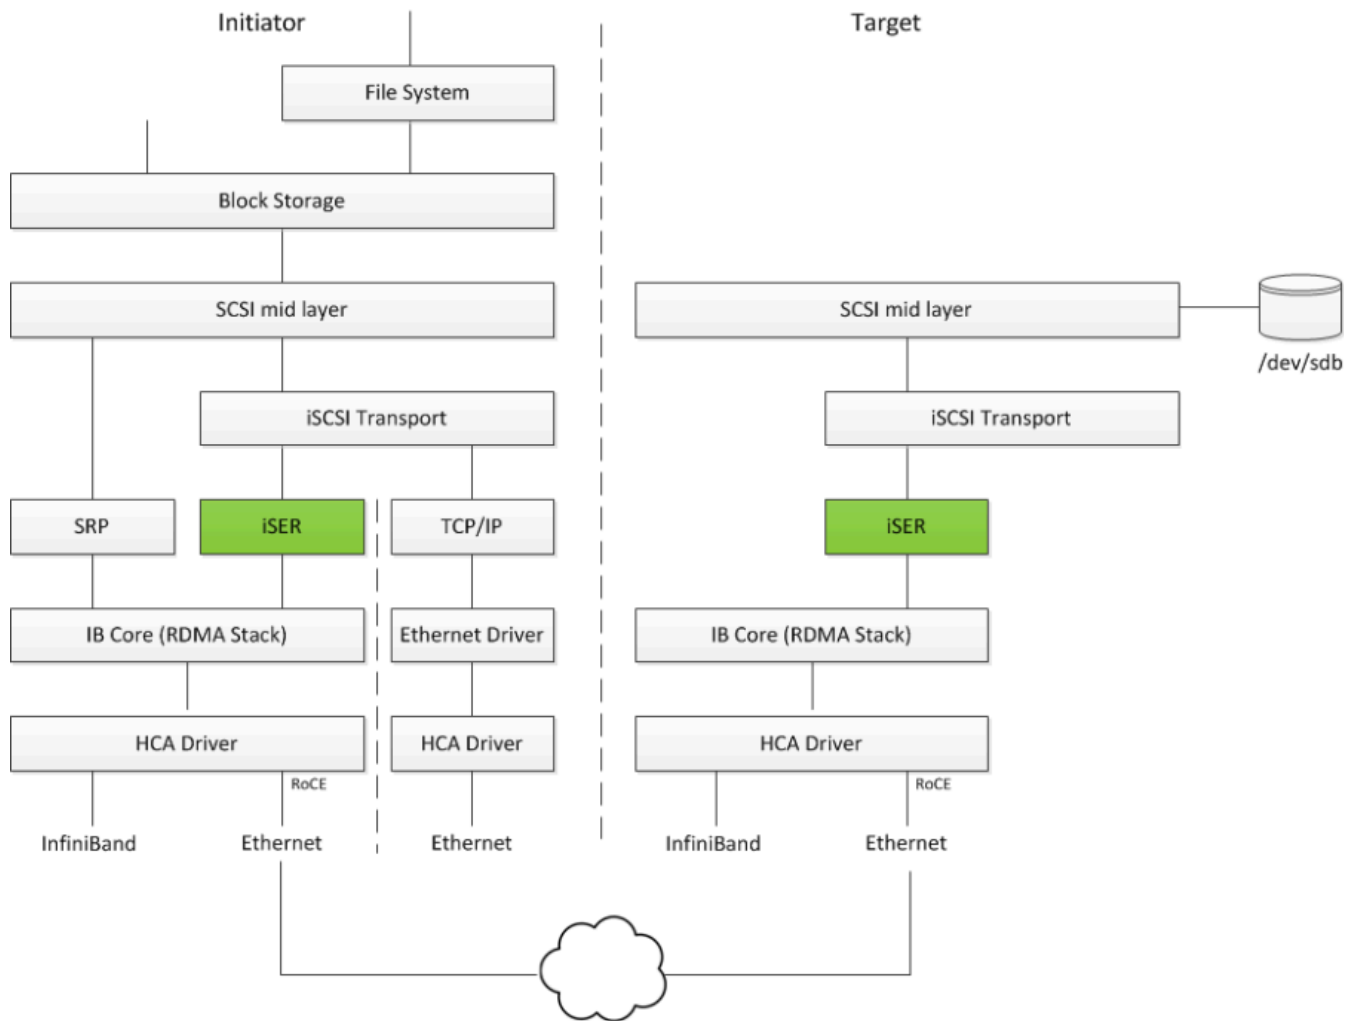 Initiator
Target
File System
Block Storage
SCSI mid layer
SCSI mid layer
/dev/sdb
iSCSI Transport
iSCSI Transport
SRP
iSER
TCP/IP
iSER
IB Core (RDMA Stack)
Ethernet Driver
IB Core (RDMA Stack)
HCA Driver
HCA Driver
HCA Driver
RoCE
RoCE
InfiniBand
Ethernet
Ethernet
InfiniBand
Ethernet